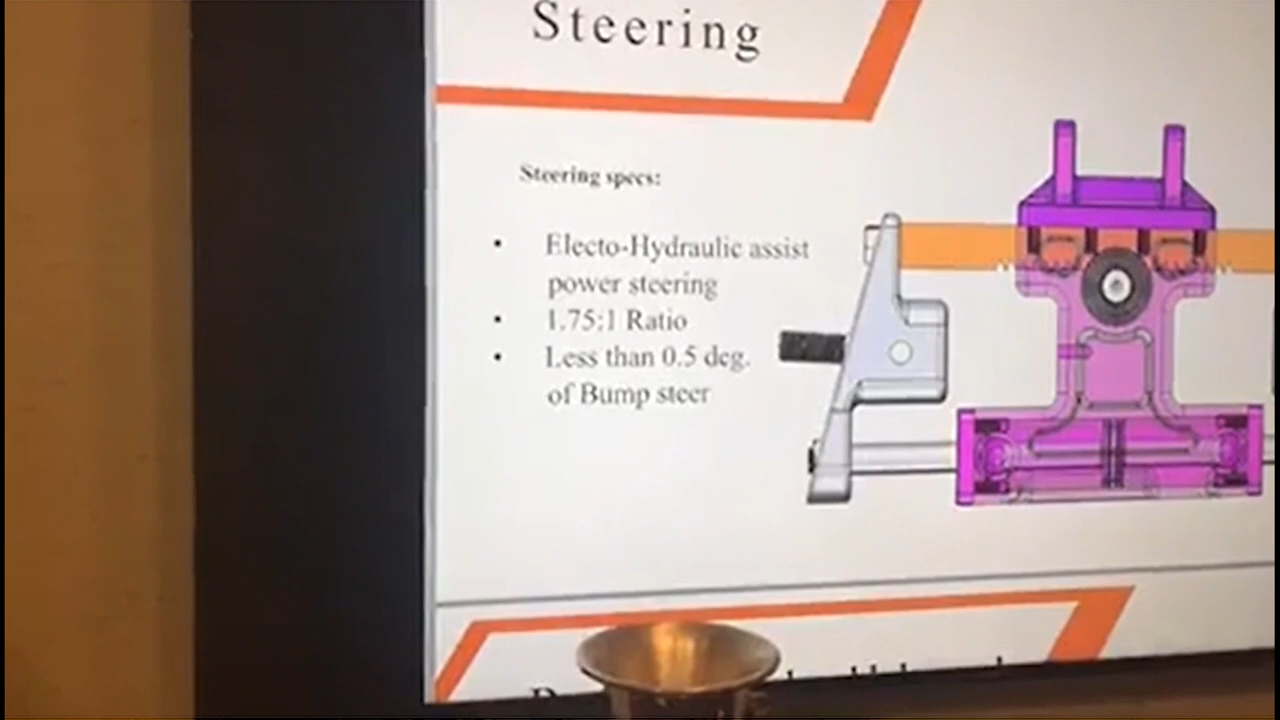 Steering
Steering specs:
• Electo-Hydraulic assist
power steering
• 1.75:1 Ratio
• Less than 0.5 deg.
of Bump steer